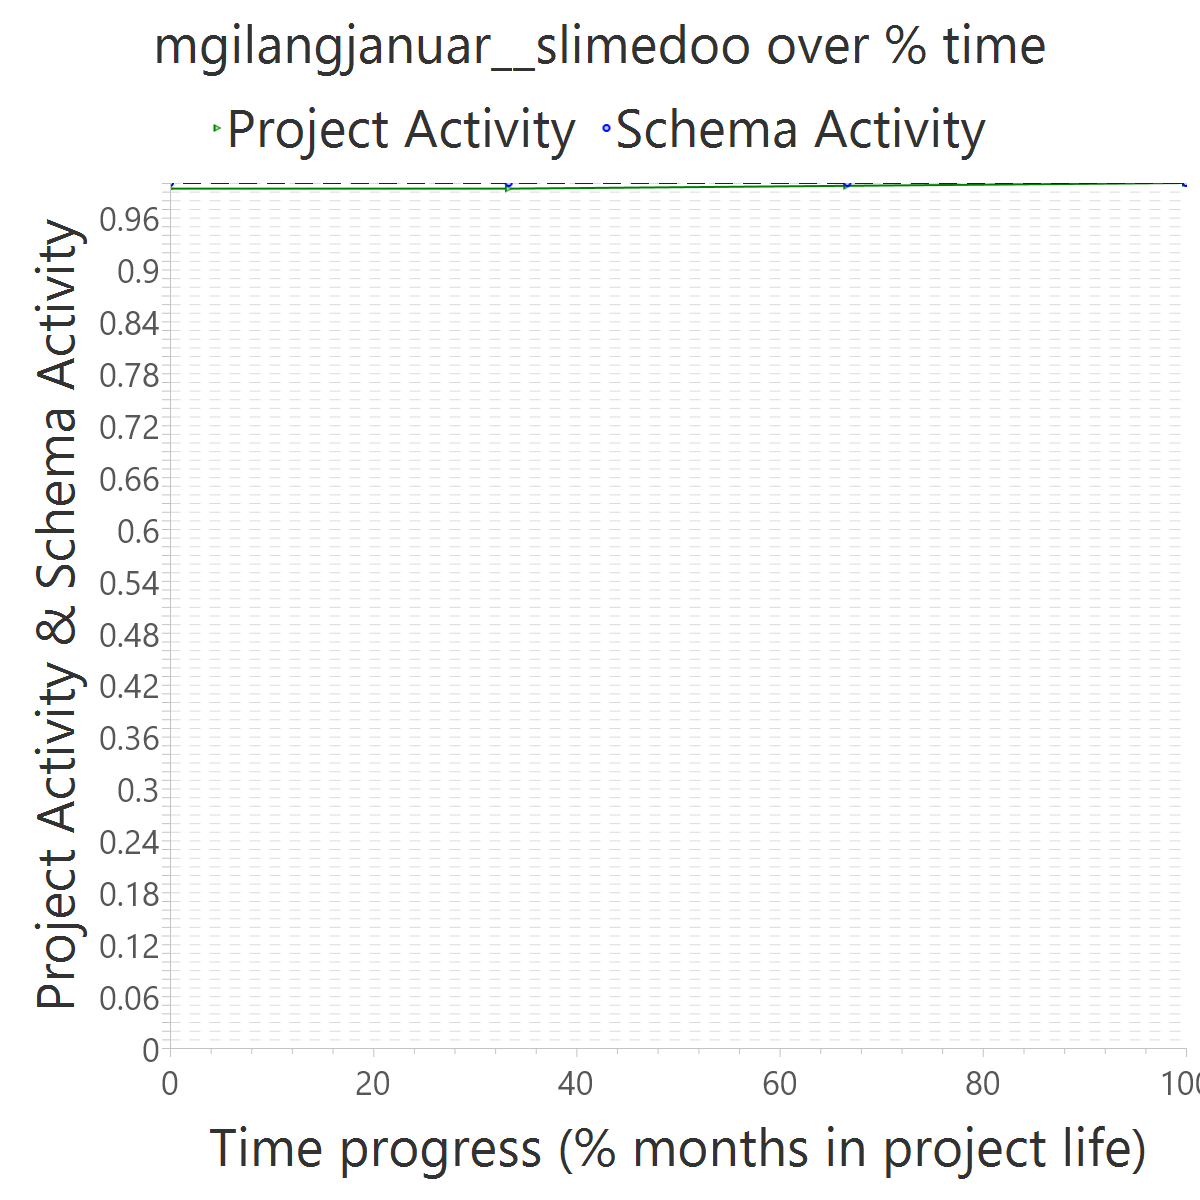 mgilangjanuar__slimedoo over % time
Project Activity
Schema Activity
Project Activity & Schema Activity
0.96
0.9
0.84
0.78
0.72
0.66
0.6
0.54
0.48
0.42
0.36
0.3
0.24
0.18
0.12
0.06
0
0 20 40 60 80 100
Time progress (% months in project life)